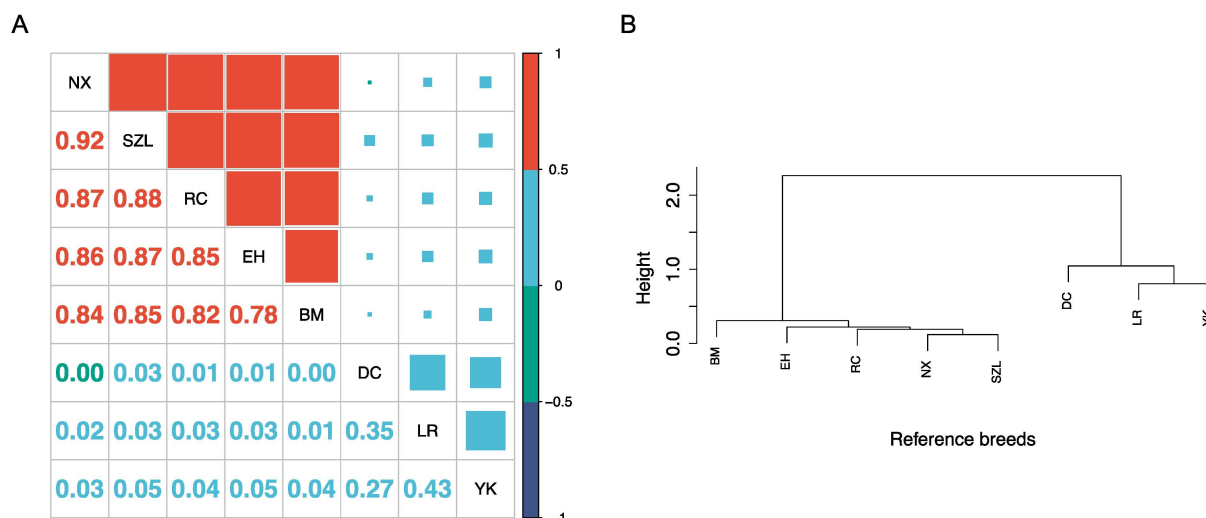 A
NX
0.92 SZL
0.87 0.88 RC
0.86 0.87 0.85 EH
0.84 0.85 0.82 0.78 BM
0.00 0.03 0.01 0.01 0.00 DC
0.02 0.03 0.03 0.03 0.01 0.35 LR
0.03 0.05 0.04 0.05 0.04 0.27 0.43 YK
1
0.5
0
−0.5
−1
B
Height
2.0
1.0
0.0
BM
EH
RC
NX
SZL
DC
LR
YK
Reference breeds